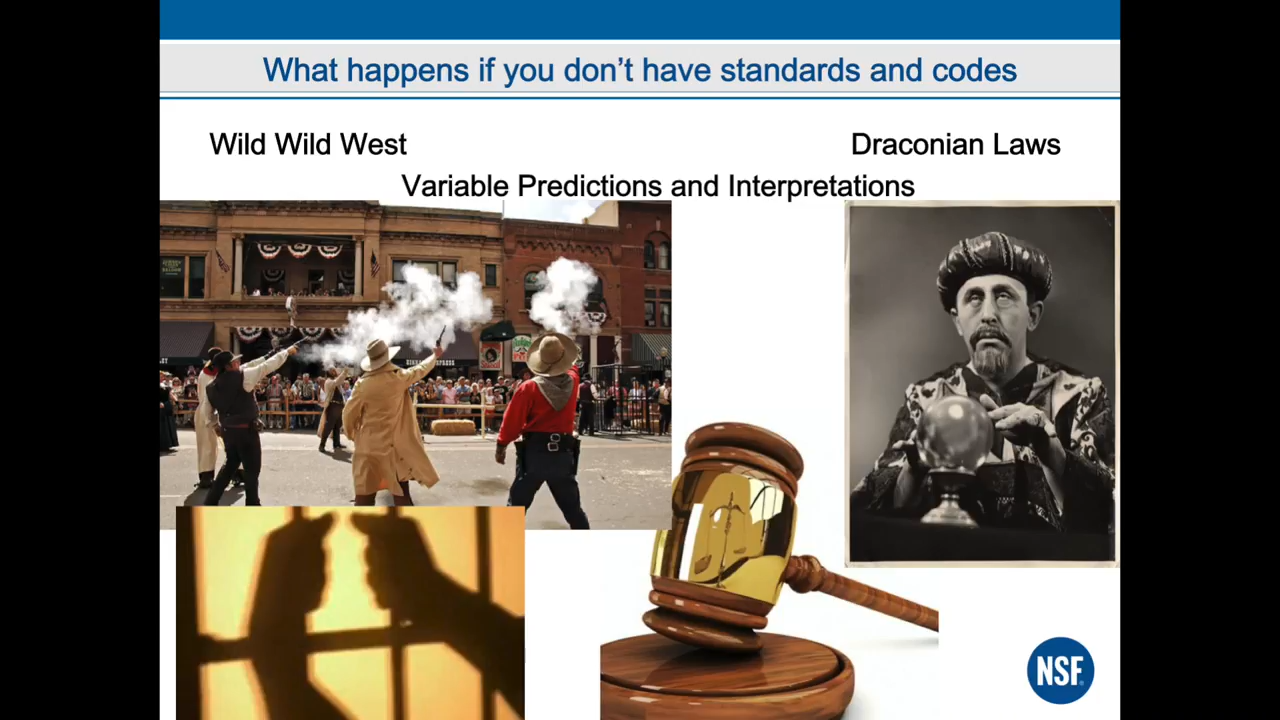 What happens if you don't have standards and codes
Wild Wild West
Draconian Laws
Variable Predictions and Interpretations
NSF